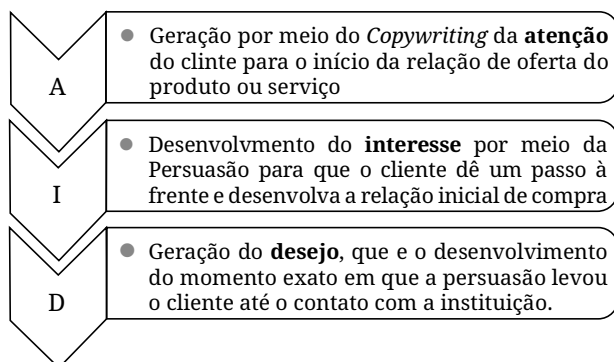 A
● Geração por meio do Copywriting da atenção
do clinte para o início da relação de oferta do
produto ou serviço
I
● Desenvolvmento do interesse por meio da
Persuasão para que o cliente dê um passo à
frente e desenvolva a relação inicial de compra
D
● Geração do desejo, que e o desenvolvimento
do momento exato em que a persuasão levou
o cliente até o contato com a instituição.